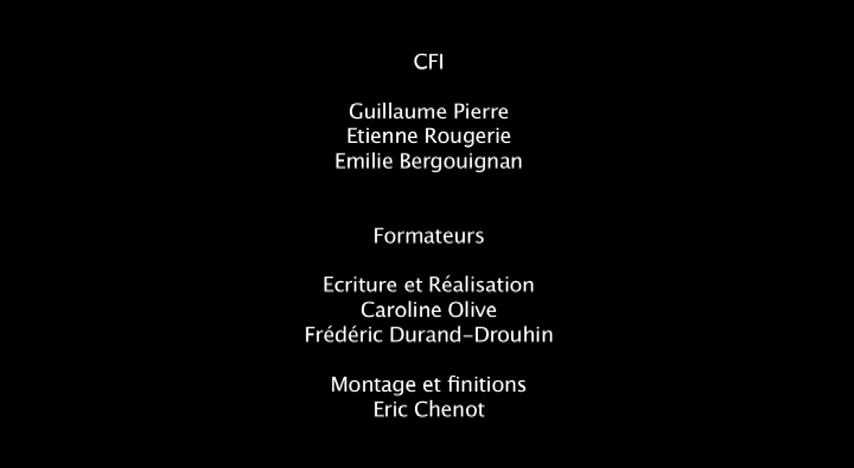 CFI
Guillaume Pierre
Etienne Rougerie
Emilie Bergouignan
Formateurs
Ecriture et Réalisation
Caroline Olive
Frédéric Durand-Drouhin
Montage et finitions
Eric Chenot